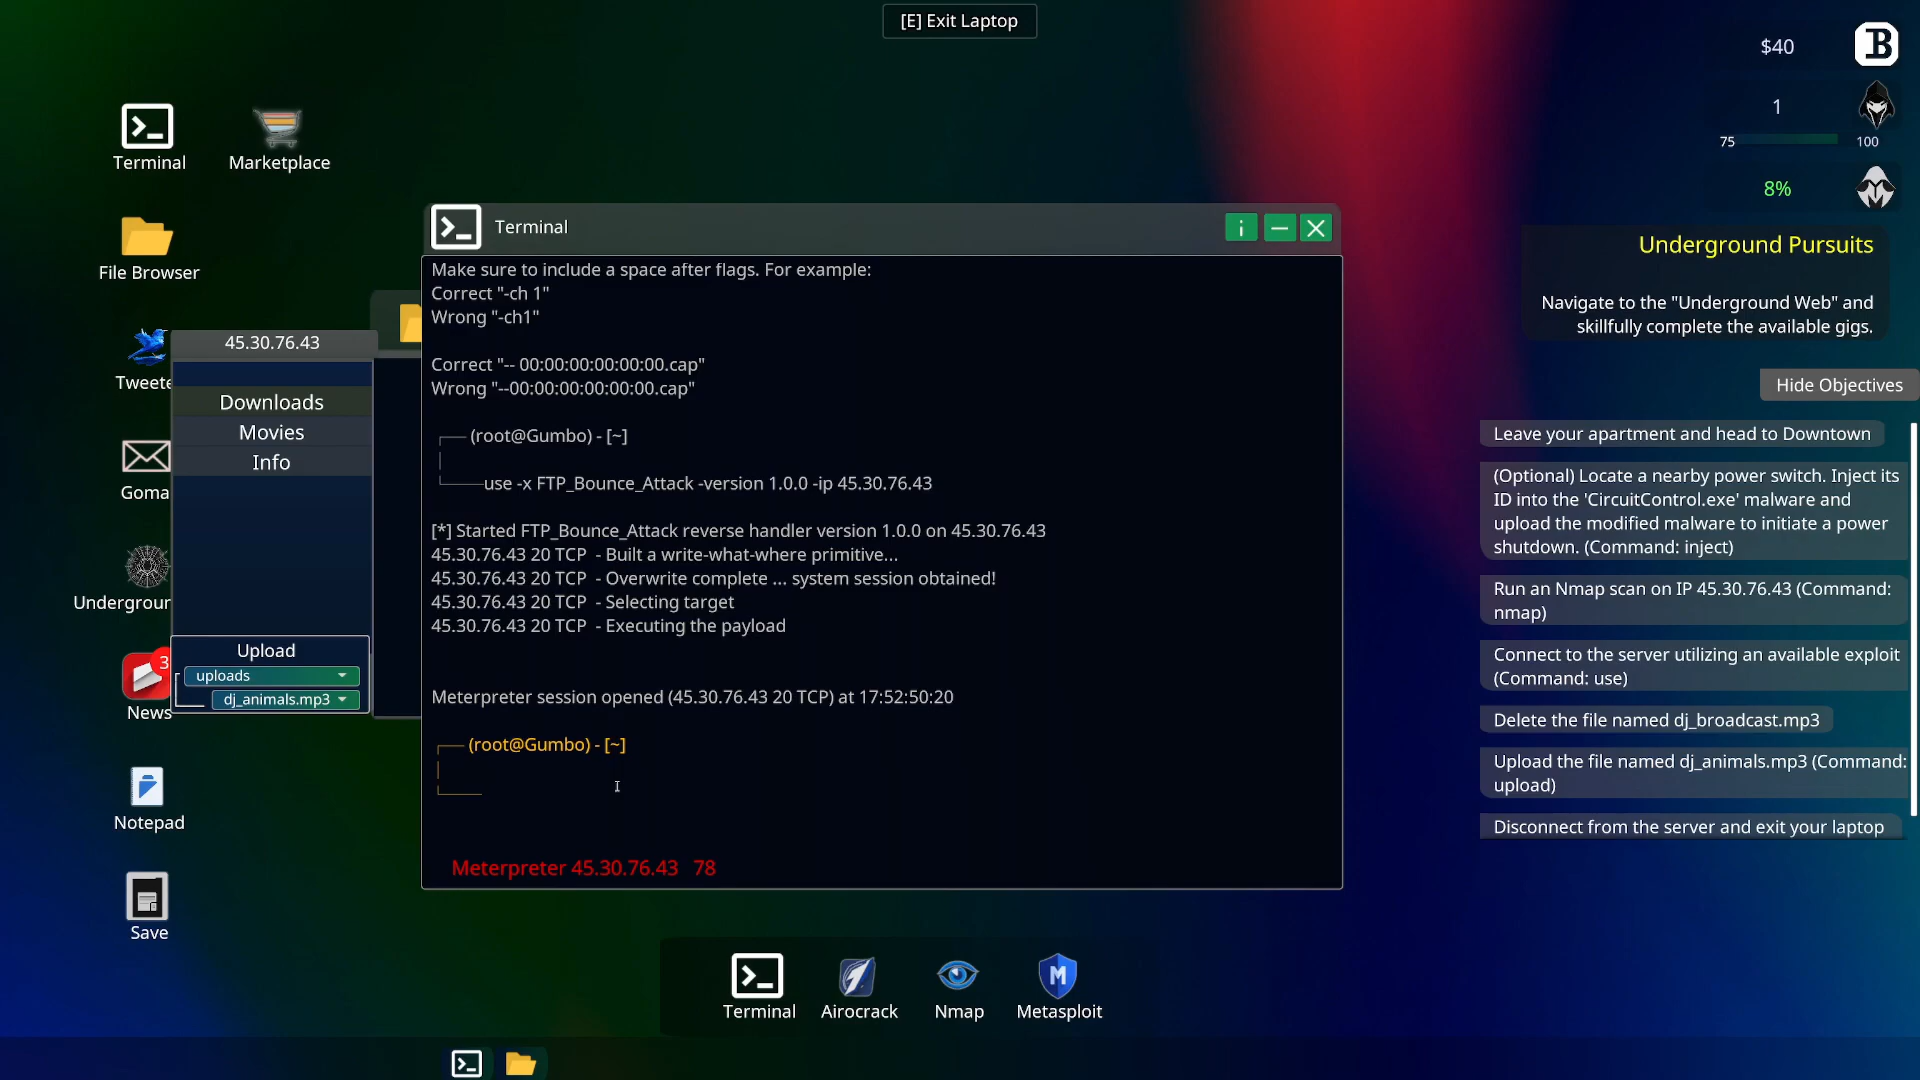 [E] Exit Laptop
$40
B
1
75 100
8%
Terminal
Marketplace
File Browser
Tweete
Goma
Undergroun
3
News
Notepad
Save
45.30.76.43
Downloads
Movies
Info
Upload
uploads
dj_animals.mp3
Terminal
i
Make sure to include a space after flags. For example:
Correct "-ch 1"
Wrong "-ch1"
Correct "-- 00:00:00:00:00:00.cap"
Wrong "--00:00:00:00:00:00.cap"
(root@Gumbo) - [~]
use -x FTP_Bounce_Attack -version 1.0.0 -ip 45.30.76.43
[*] Started FTP_Bounce_Attack reverse handler version 1.0.0 on 45.30.76.43
45.30.76.43 20 TCP - Built a write-what-where primitive...
45.30.76.43 20 TCP - Overwrite complete ... system session obtained!
45.30.76.43 20 TCP - Selecting target
45.30.76.43 20 TCP - Executing the payload
Meterpreter session opened (45.30.76.43 20 TCP) at 17:52:50:20
(root@Gumbo) - [~]
Meterpreter 45.30.76.43 78
Underground Pursuits
Navigate to the "Underground Web" and
skillfully complete the available gigs.
Hide Objectives
Leave your apartment and head to Downtown
(Optional) Locate a nearby power switch. Inject its
ID into the 'CircuitControl.exe' malware and
upload the modified malware to initiate a power
shutdown. (Command: inject)
Run an Nmap scan on IP 45.30.76.43 (Command:
nmap)
Connect to the server utilizing an available exploit
(Command: use)
Delete the file named dj_broadcast.mp3
Upload the file named dj_animals.mp3 (Command:
upload)
Disconnect from the server and exit your laptop
Terminal
Airocrack
Nmap
M
Metasploit